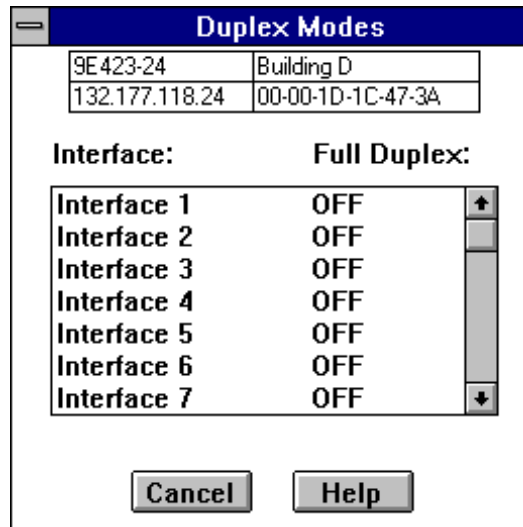 Duplex Modes
9E423-24 Building D
132.177.118.24 00-00-1D-1C-47-3A
Interface: Full Duplex:
Interface 1 OFF
Interface 2 OFF
Interface 3 OFF
Interface 4 OFF
Interface 5 OFF
Interface 6 OFF
Interface 7 OFF
Cancel Help